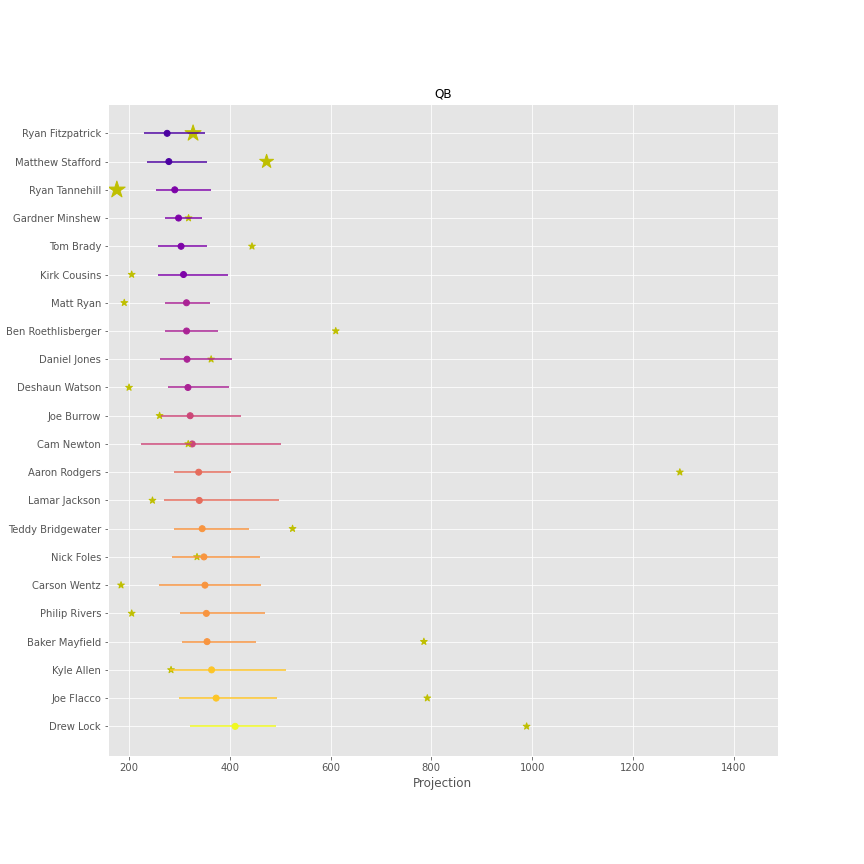 QB
Ryan Fitzpatrick
Matthew Stafford
Ryan Tannehill
Gardner Minshew
Tom Brady
Kirk Cousins
Matt Ryan
Ben Roethlisberger
Daniel Jones
Deshaun Watson
Joe Burrow
Cam Newton
Aaron Rodgers
Lamar Jackson
Teddy Bridgewater
Nick Foles
Carson Wentz
Philip Rivers
Baker Mayfield
Kyle Allen
Joe Flacco
Drew Lock
200 400 600 800 1000 1200 1400
Projection